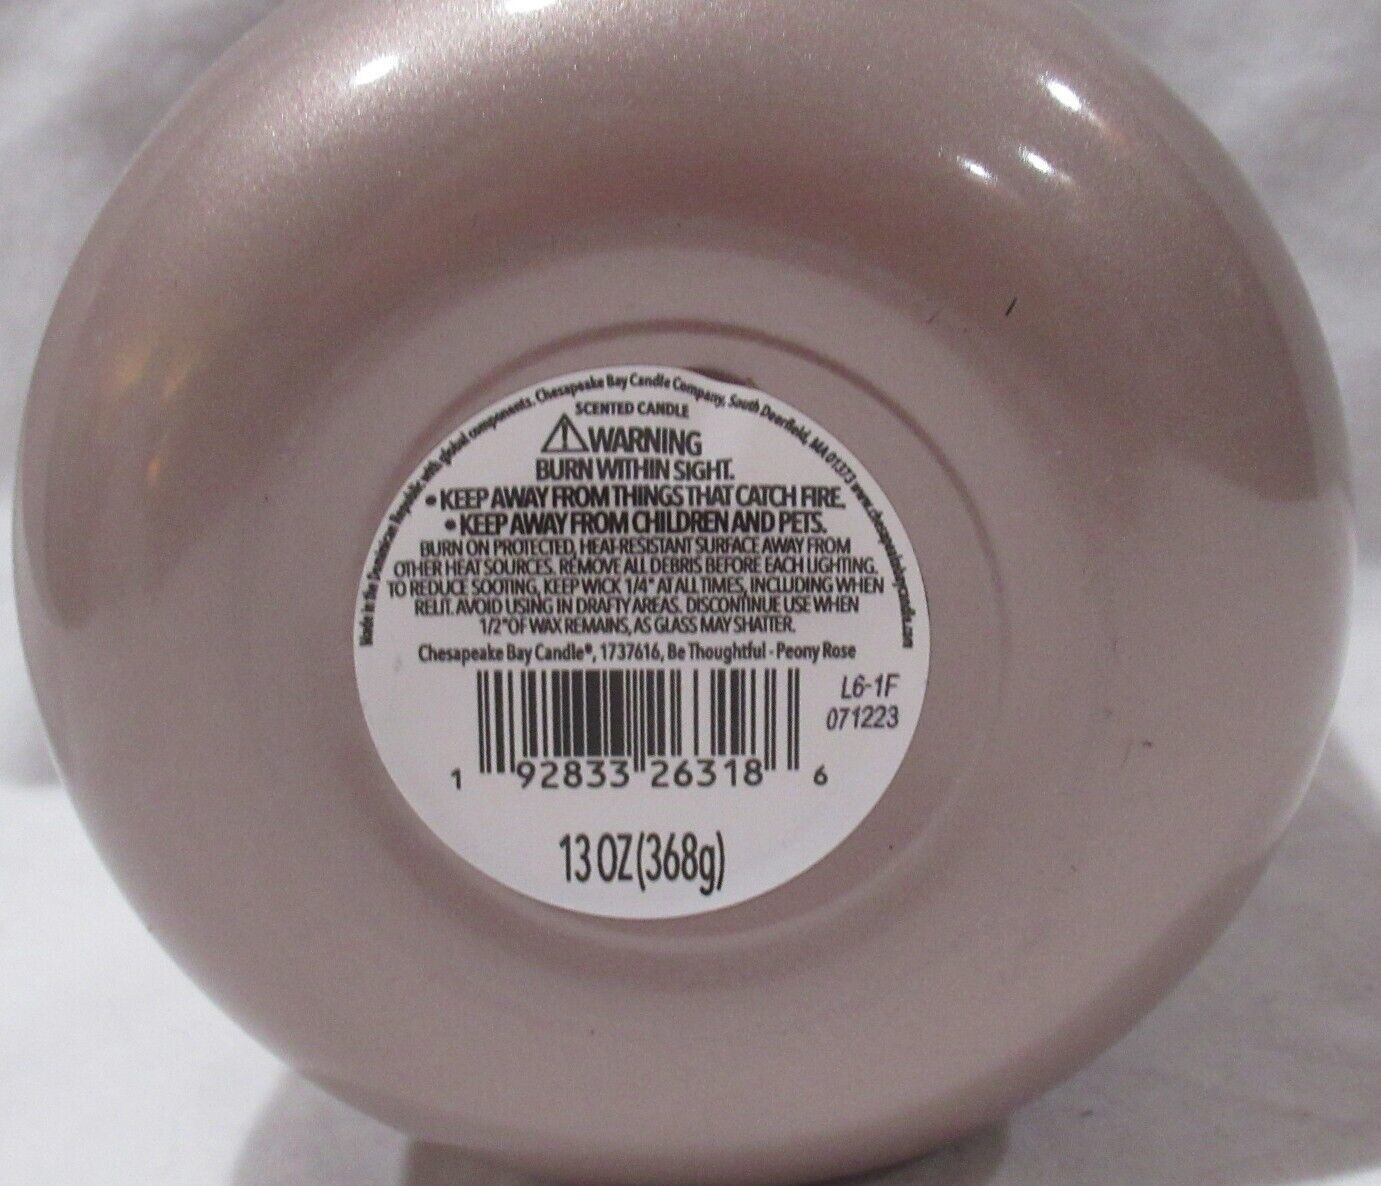 Made in the Dominican Republic with global components. Chesapeake Bay Candle Company, South Deerfield, MA 01373 www.chesapeakebaycandle.com
SCENTED CANDLE
⚠WARNING
BURN WITHIN SIGHT.
• KEEP AWAY FROM THINGS THAT CATCH FIRE.
• KEEP AWAY FROM CHILDREN AND PETS.
BURN ON PROTECTED, HEAT-RESISTANT SURFACE AWAY FROM
OTHER HEAT SOURCES. REMOVE ALL DEBRIS BEFORE EACH LIGHTING.
TO REDUCE SOOTING, KEEP WICK 1/4" AT ALL TIMES, INCLUDING WHEN
RELIT. AVOID USING IN DRAFTY AREAS. DISCONTINUE USE WHEN
1/2"OF WAX REMAINS, AS GLASS MAY SHATTER.
Chesapeake Bay Candle®, 1737616, Be Thoughtful - Peony Rose
L6-1F
071223
1 92833 26318 6
13 OZ(368g)